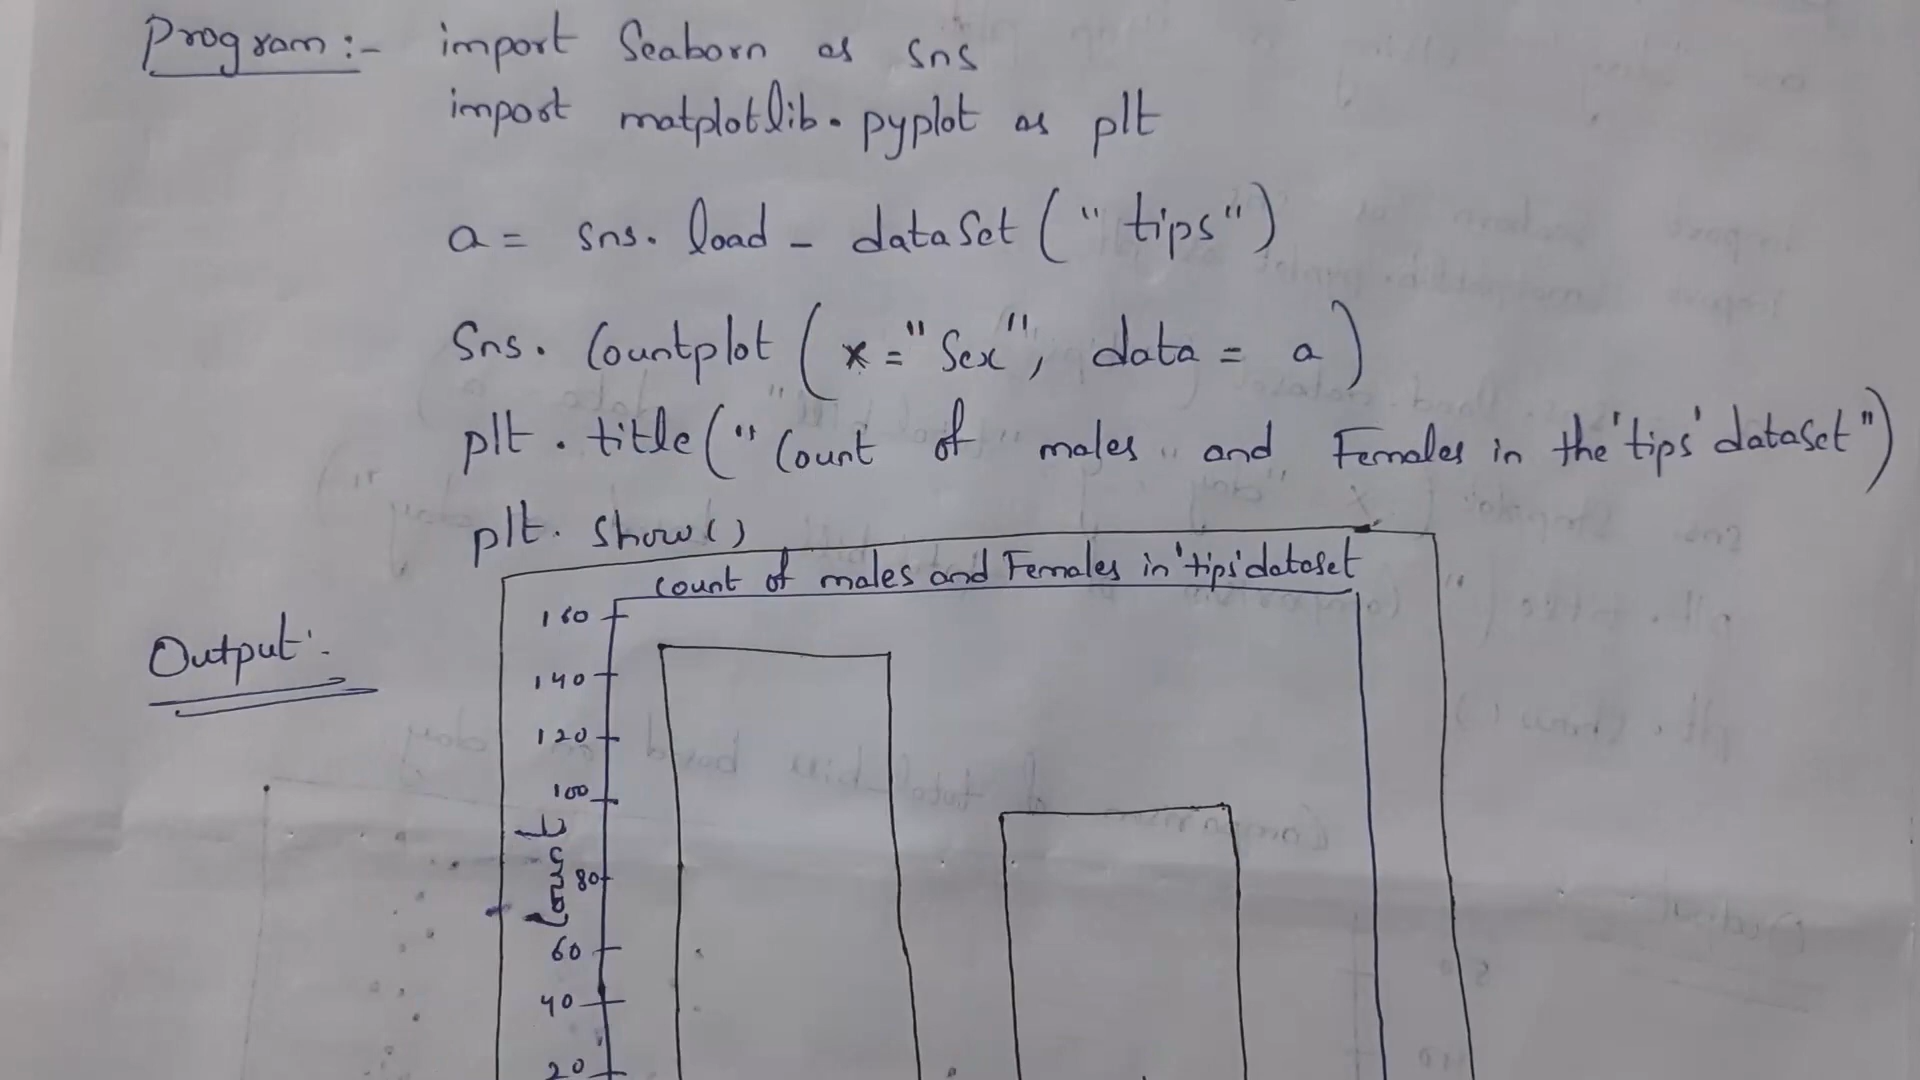 Program :- import Seaborn as sns
import matplotlib.pyplot as plt
a = sns. load - dataset ( "tips")
Sns. Countplot ( x ="Sex", data = a )
plt . title ( " Count of males and Females in the 'tips' dataset")
plt. show()
Output:
count of males and Females in 'tips' dataset
160
140
120
100
Count
80
60
40
20